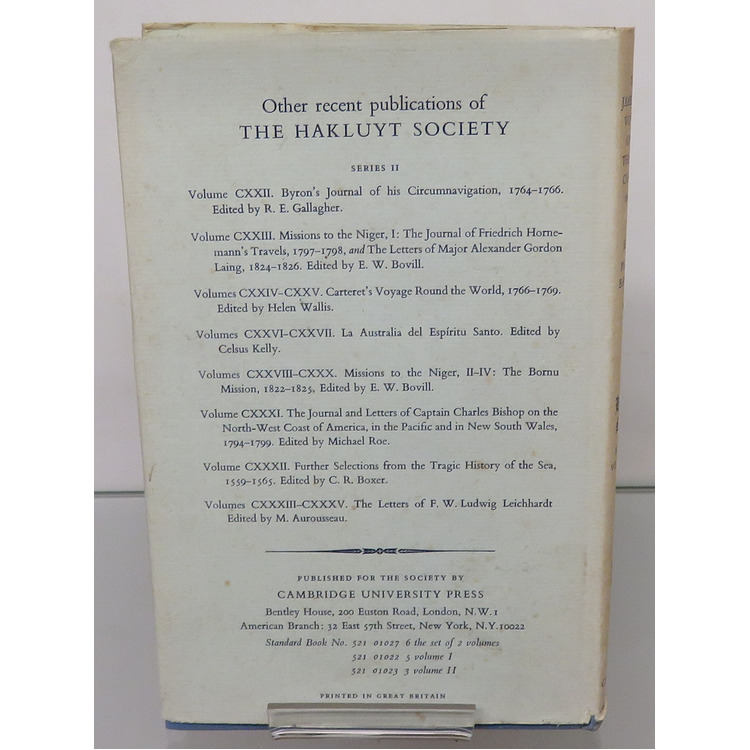 Other recent publications of
THE HAKLUYT SOCIETY
SERIES II
Volume CXXII. Byron's Journal of his Circumnavigation, 1764–1766.
Edited by R. E. Gallagher.
Volume CXXIII. Missions to the Niger, I: The Journal of Friedrich Horne-
mann's Travels, 1797–1798, and The Letters of Major Alexander Gordon
Laing, 1824–1826. Edited by E. W. Bovill.
Volumes CXXIV–CXXV. Carteret's Voyage Round the World, 1766–1769.
Edited by Helen Wallis.
Volumes CXXVI–CXXVII. La Australia del Espíritu Santo. Edited by
Celsus Kelly.
Volumes CXXVIII–CXXX. Missions to the Niger, II–IV: The Bornu
Mission, 1822–1825, Edited by E. W. Bovill.
Volume CXXXI. The Journal and Letters of Captain Charles Bishop on the
North-West Coast of America, in the Pacific and in New South Wales,
1794–1799. Edited by Michael Roe.
Volume CXXXII. Further Selections from the Tragic History of the Sea,
1559–1565. Edited by C. R. Boxer.
Volumes CXXXIII–CXXXV. The Letters of F. W. Ludwig Leichhardt
Edited by M. Aurousseau.
PUBLISHED FOR THE SOCIETY BY
CAMBRIDGE UNIVERSITY PRESS
Bentley House, 200 Euston Road, London, N.W.1
American Branch: 32 East 57th Street, New York, N.Y.10022
Standard Book No. 521 01027 6 the set of 2 volumes
521 01022 5 volume I
521 01023 3 volume II
PRINTED IN GREAT BRITAIN